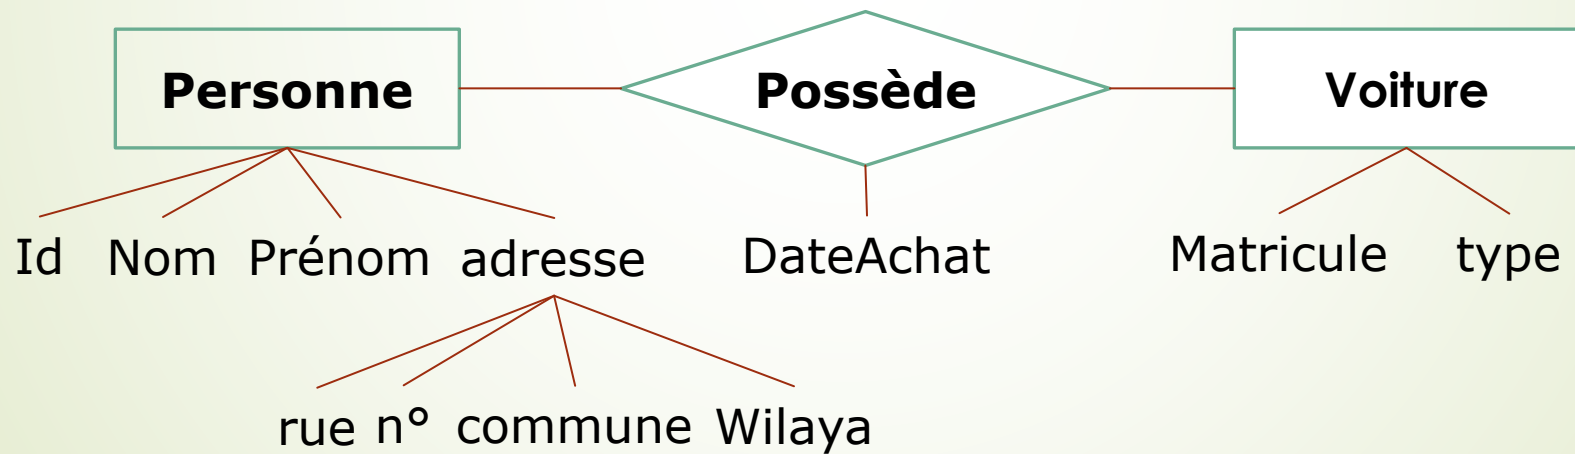 Personne Possède Voiture
Id Nom Prénom adresse DateAchat Matricule type
rue n° commune Wilaya